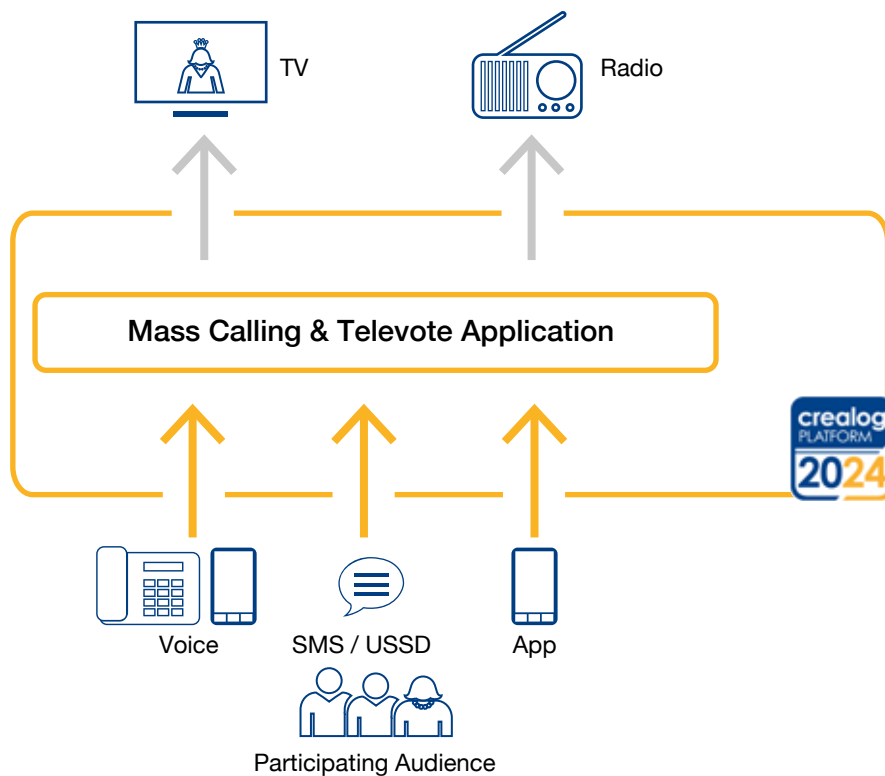 TV
Radio
Mass Calling & Televote Application
crealog
PLATFORM
2024
Voice
SMS / USSD
App
Participating Audience